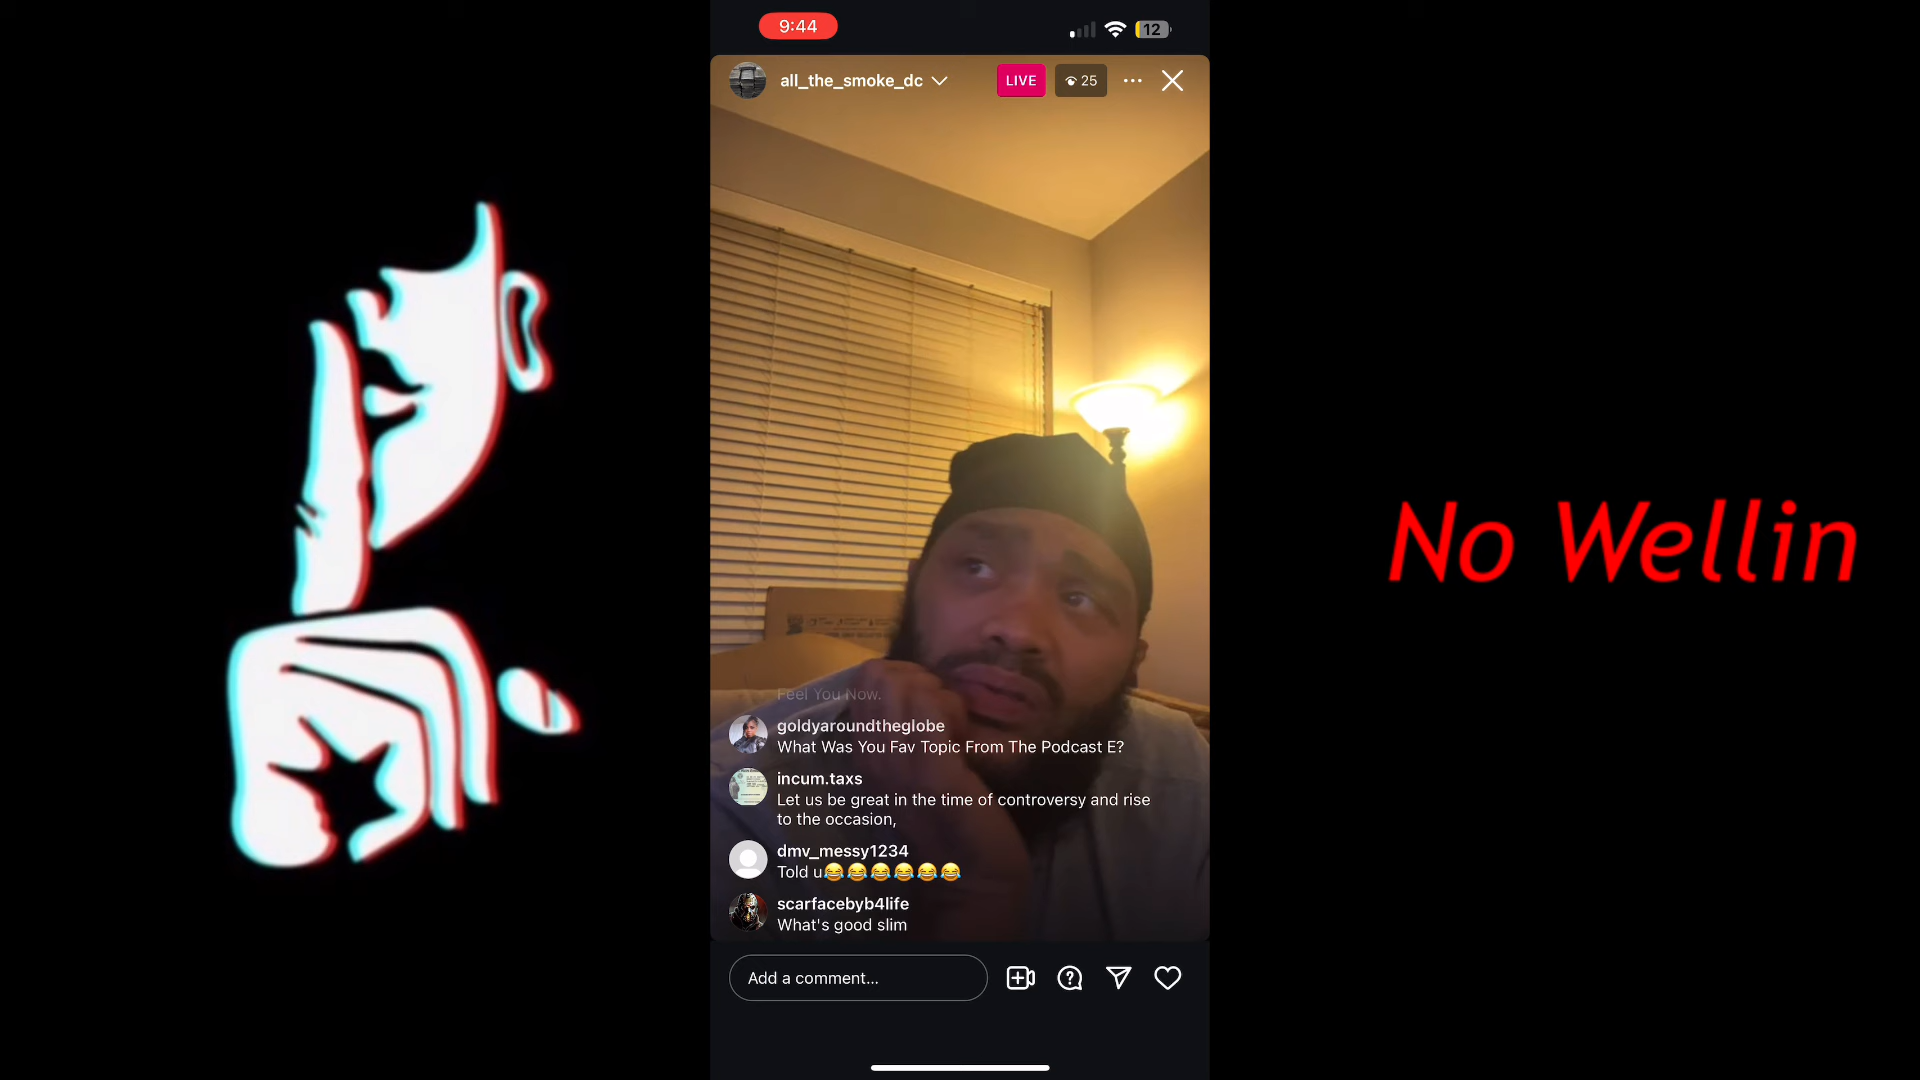 9:44
12
all_the_smoke_dc
LIVE
25
Feel You Now.
goldyaroundtheglobe
What Was You Fav Topic From The Podcast E?
incum.taxs
Let us be great in the time of controversy and rise
to the occasion,
dmv_messy1234
Told u😂😂😂😂😂😂
scarfacebyb4life
What's good slim
Add a comment...
No Wellin